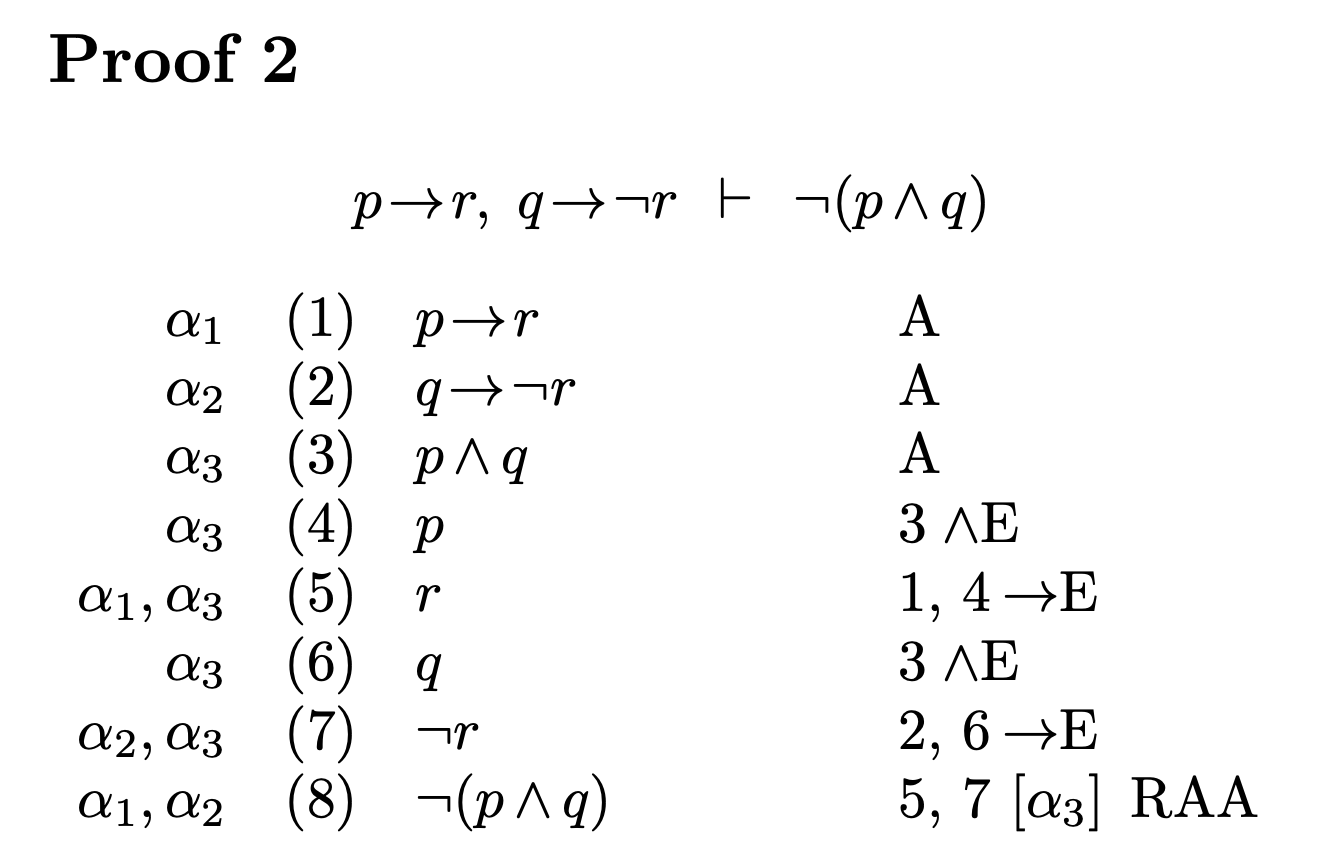 Proof 2
p→r, q→¬r ⊢ ¬(p∧q)
α₁ (1) p→r A
α₂ (2) q→¬r A
α₃ (3) p∧q A
α₃ (4) p 3 ∧E
α₁, α₃ (5) r 1, 4 →E
α₃ (6) q 3 ∧E
α₂, α₃ (7) ¬r 2, 6 →E
α₁, α₂ (8) ¬(p∧q) 5, 7 [α₃] RAA